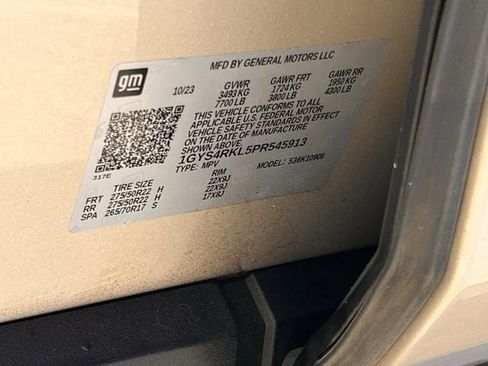 gm
MFD BY GENERAL MOTORS LLC
10/23 GVWR GAWR FRT GAWR RR
3493 KG 1724 KG 1950 KG
7700 LB 3800 LB 4300 LB
THIS VEHICLE CONFORMS TO ALL
APPLICABLE U.S. FEDERAL MOTOR
VEHICLE SAFETY STANDARDS IN EFFECT
ON THE DATE OF MANUFACTURE
SHOWN ABOVE.
1GYS4RKL5PR545913
TYPE: MPV 536K10908
317E
TIRE SIZE RIM
FRT 275/50R22 H 22X9J
RR 275/50R22 H 22X9J
SPA 265/70R17 S 17X8J